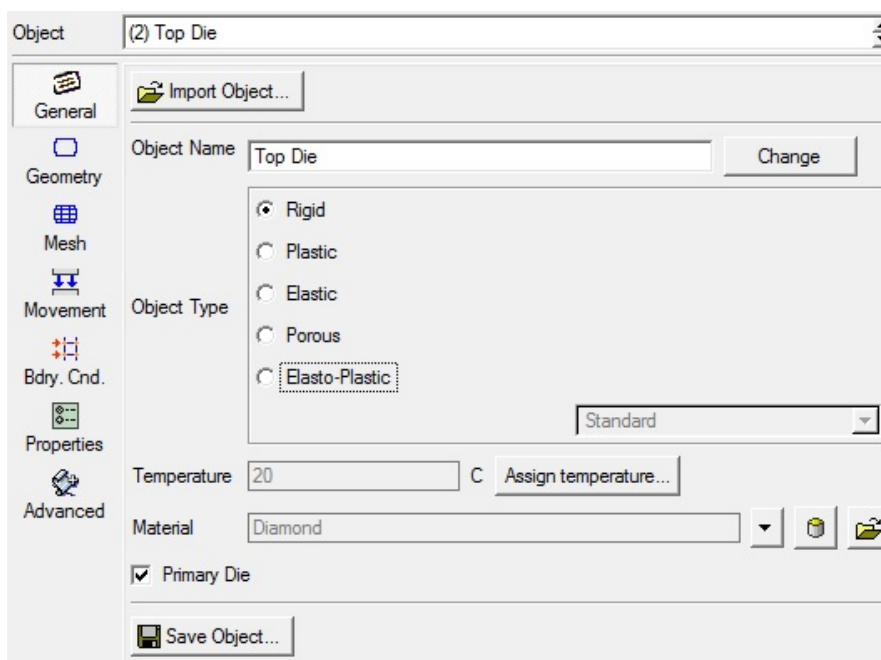 Object (2) Top Die
General
Import Object...
Geometry
Object Name Top Die Change
Mesh
Movement
Bdry. Cnd.
Properties
Advanced
Object Type
Rigid
Plastic
Elastic
Porous
Elasto-Plastic
Standard
Temperature 20 C Assign temperature...
Material Diamond
Primary Die
Save Object...